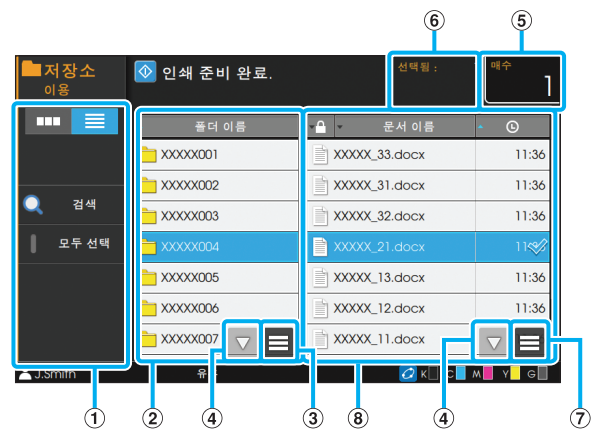 ⑥ ⑤
저장소
이용
인쇄 준비 완료.
선택됨 :
매수
1
폴더 이름
문서 이름
검색
모두 선택
XXXXX001
XXXXX002
XXXXX003
XXXXX004
XXXXX005
XXXXX006
XXXXX007
XXXXX_33.docx 11:36
XXXXX_31.docx 11:36
XXXXX_32.docx 11:36
XXXXX_21.docx
XXXXX_13.docx 11:36
XXXXX_12.docx 11:36
XXXXX_11.docx
J.Smith
K C M Y G
① ② ④ ③ ⑧ ④ ⑦